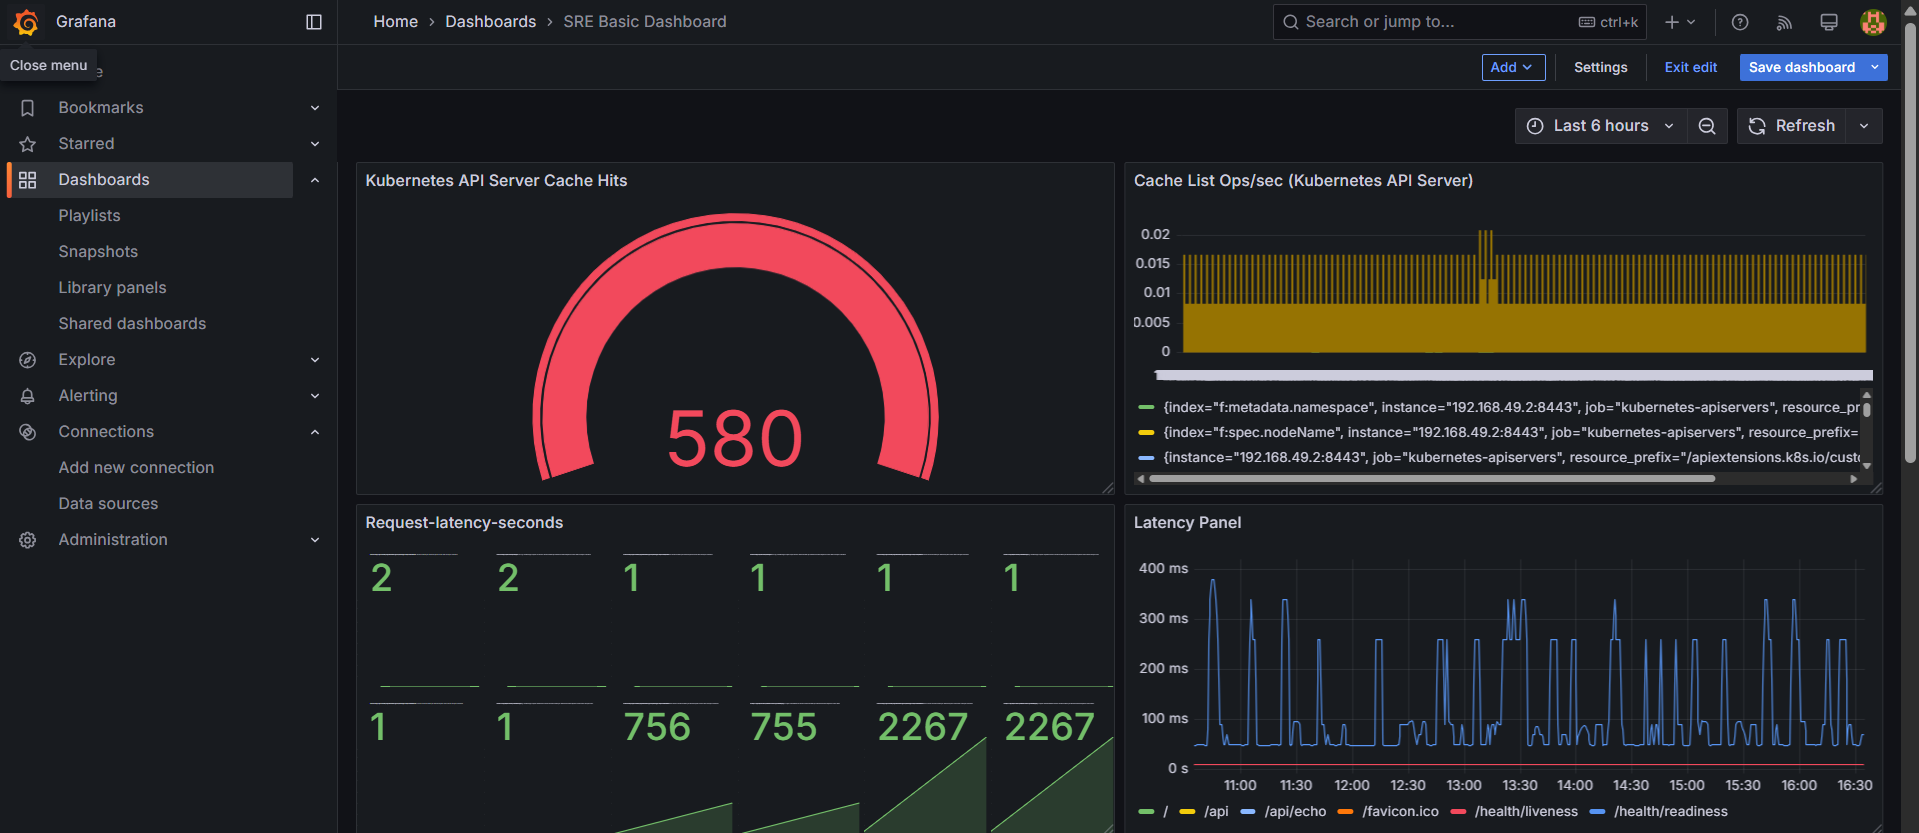 Grafana
Home › Dashboards › SRE Basic Dashboard
Search or jump to...
ctrl+k
Close menu
Add
Settings
Exit edit
Save dashboard
Bookmarks
Starred
Dashboards
Playlists
Snapshots
Library panels
Shared dashboards
Explore
Alerting
Connections
Add new connection
Data sources
Administration
Last 6 hours
Refresh
Kubernetes API Server Cache Hits
580
Cache List Ops/sec (Kubernetes API Server)
0.02
0.015
0.01
0.005
0
{index="f:metadata.namespace", instance="192.168.49.2:8443", job="kubernetes-apiservers", resource_pr
{index="f:spec.nodeName", instance="192.168.49.2:8443", job="kubernetes-apiservers", resource_prefix=
{instance="192.168.49.2:8443", job="kubernetes-apiservers", resource_prefix="/apiextensions.k8s.io/custo
Request-latency-seconds
2 2 1 1 1 1
1 1 756 755 2267 2267
Latency Panel
400 ms
300 ms
200 ms
100 ms
0 s
11:00 11:30 12:00 12:30 13:00 13:30 14:00 14:30 15:00 15:30 16:00 16:30
/ /api /api/echo /favicon.ico /health/liveness /health/readiness